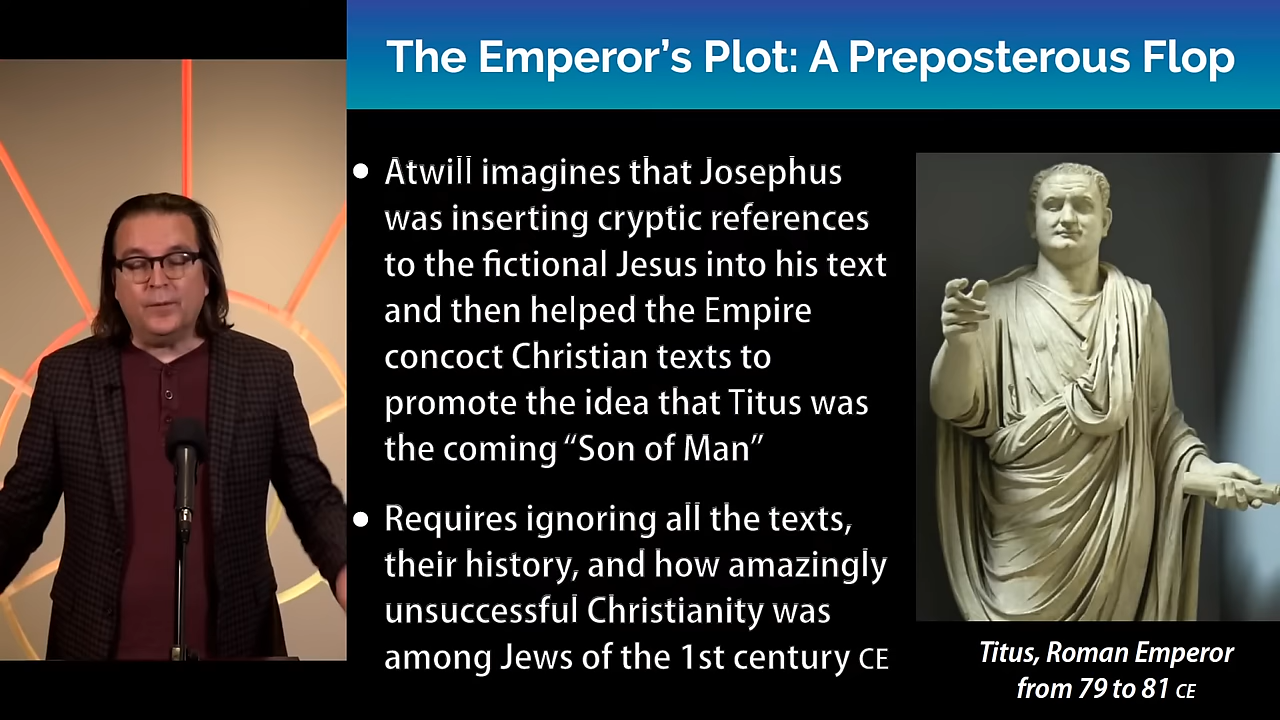 The Emperor’s Plot: A Preposterous Flop
• Atwill imagines that Josephus
was inserting cryptic references
to the fictional Jesus into his text
and then helped the Empire
concoct Christian texts to
promote the idea that Titus was
the coming “Son of Man”
• Requires ignoring all the texts,
their history, and how amazingly
unsuccessful Christianity was
among Jews of the 1st century CE
Titus, Roman Emperor
from 79 to 81 CE